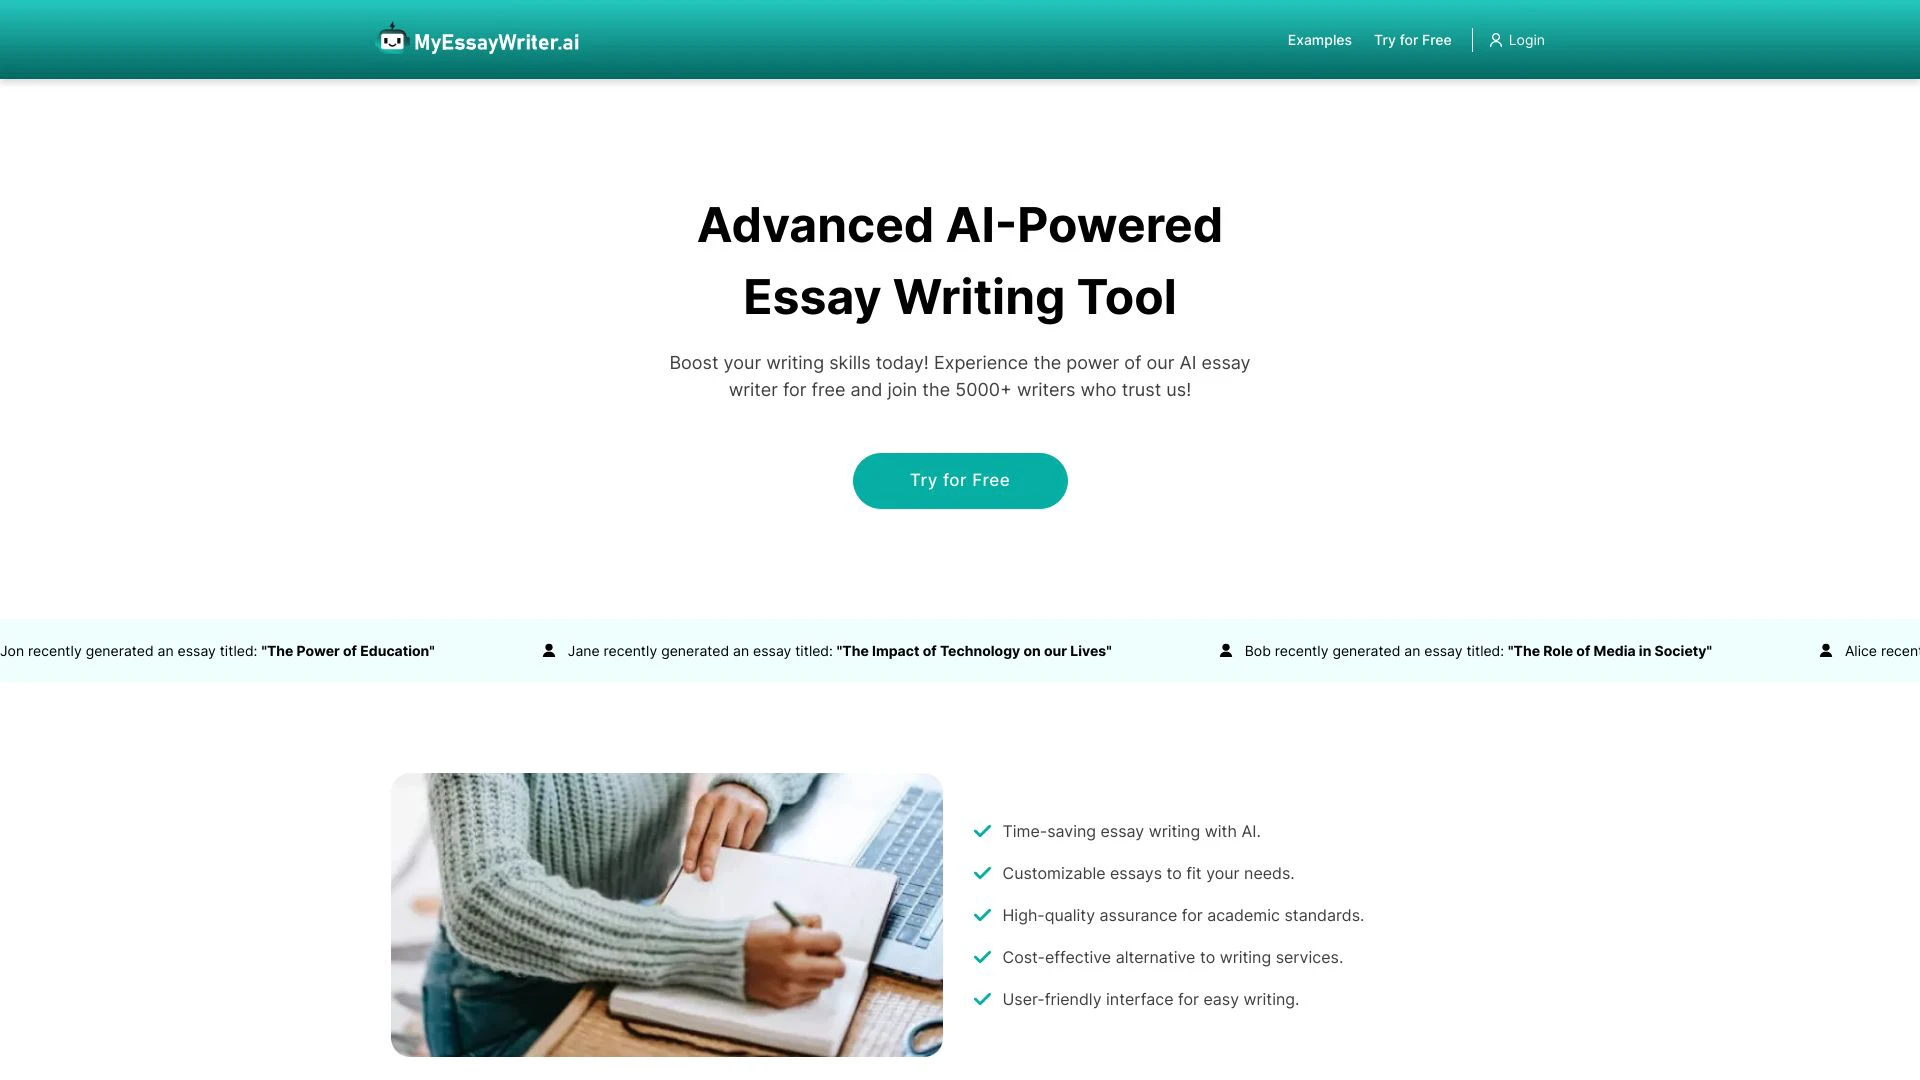 MyEssayWriter.ai
Examples
Try for Free
Login
Advanced AI-Powered
Essay Writing Tool
Boost your writing skills today! Experience the power of our AI essay
writer for free and join the 5000+ writers who trust us!
Try for Free
Jon recently generated an essay titled: "The Power of Education"
Jane recently generated an essay titled: "The Impact of Technology on our Lives"
Bob recently generated an essay titled: "The Role of Media in Society"
Alice recent
Time-saving essay writing with AI.
Customizable essays to fit your needs.
High-quality assurance for academic standards.
Cost-effective alternative to writing services.
User-friendly interface for easy writing.